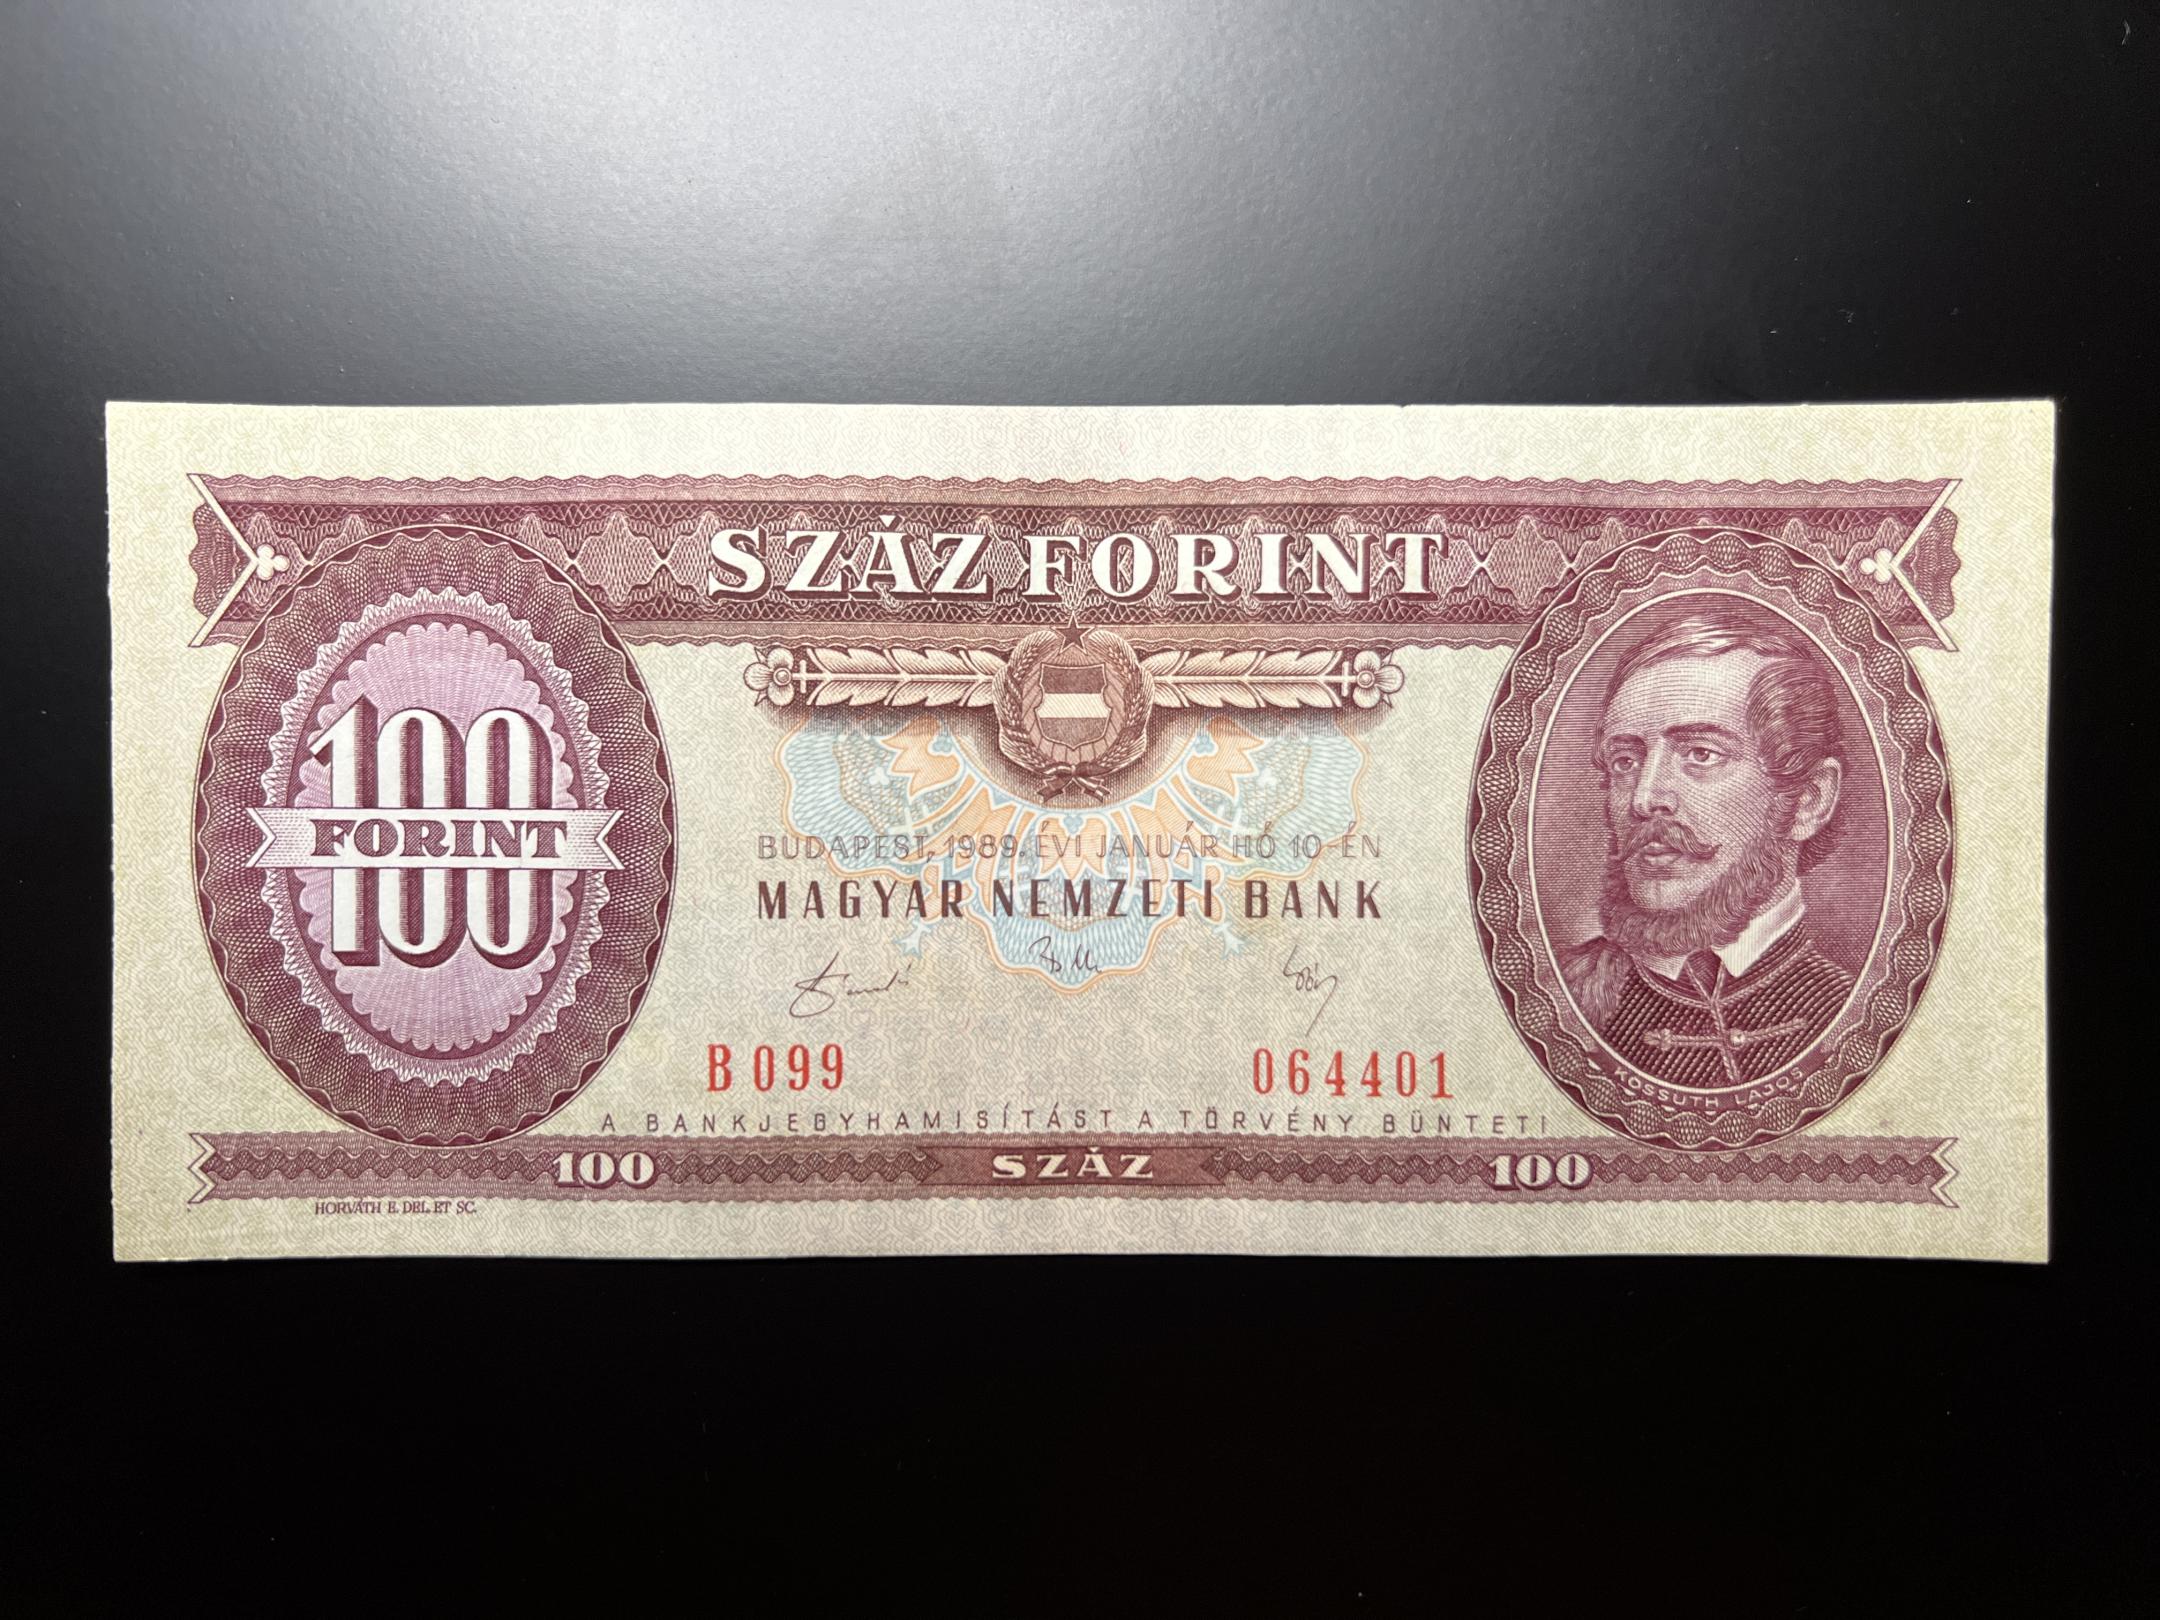 SZÁZ FORINT
100
FORINT
100
BUDAPEST, 1989. ÉVI JANUÁR HÓ 10-ÉN
MAGYAR NEMZETI BANK
B 099 064401
KOSSUTH LAJOS
A BANKJEGYHAMISÍTÁST A TÖRVÉNY BÜNTETI
100 SZÁZ 100
HORVÁTH E. DEL. ET SC.